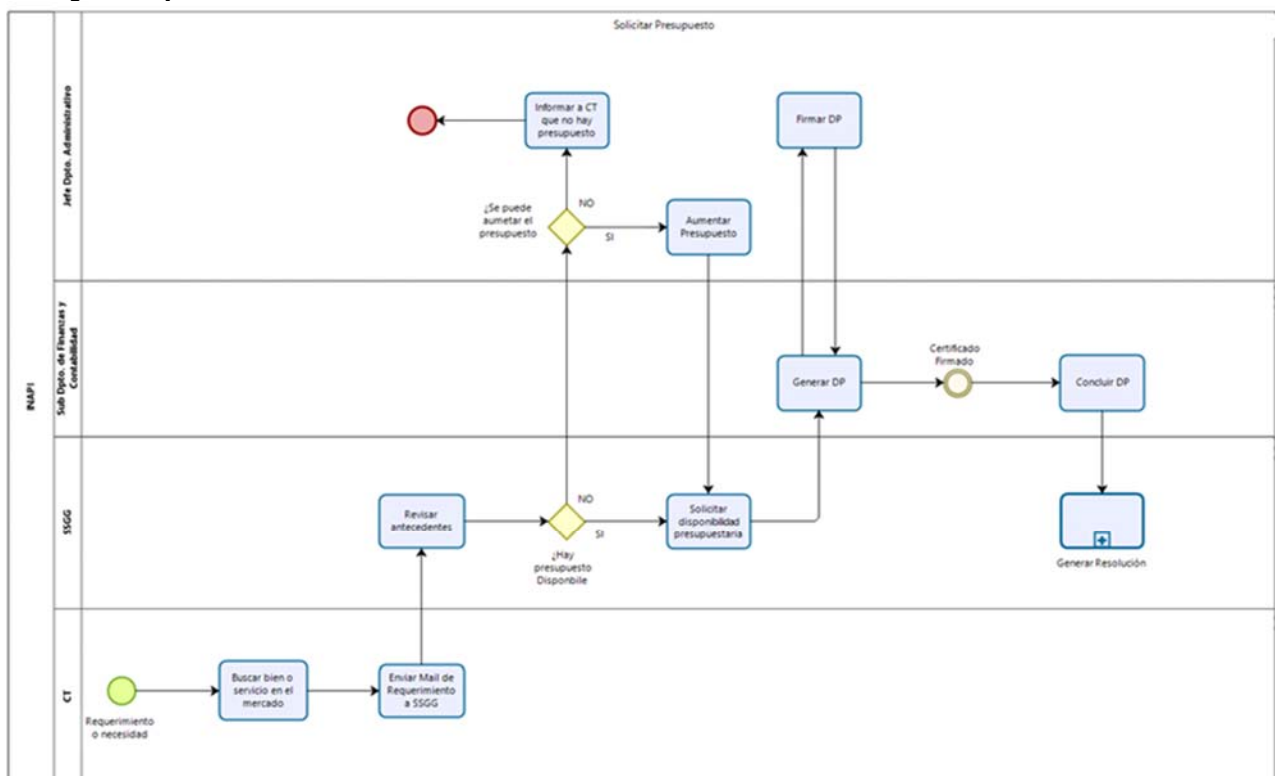 Solicitar Presupuesto
INAPI
Jefe Dpto. Administrativo
Informar a CT
que no hay
presupuesto
Firmar DP
¿Se puede
aumetar el
presupuesto
NO
SI
Aumentar
Presupuesto
Sub Dpto. de Finanzas y
Contabilidad
Generar DP
Certificado
Firmado
Concluir DP
SSGG
Revisar
antecedentes
NO
SI
¿Hay
presupuesto
Disponbile
Solicitar
disponibilidad
presupuestaria
Generar Resolución
CT
Requerimiento
o necesidad
Buscar bien o
servicio en el
mercado
Enviar Mail de
Requerimiento
a SSGG